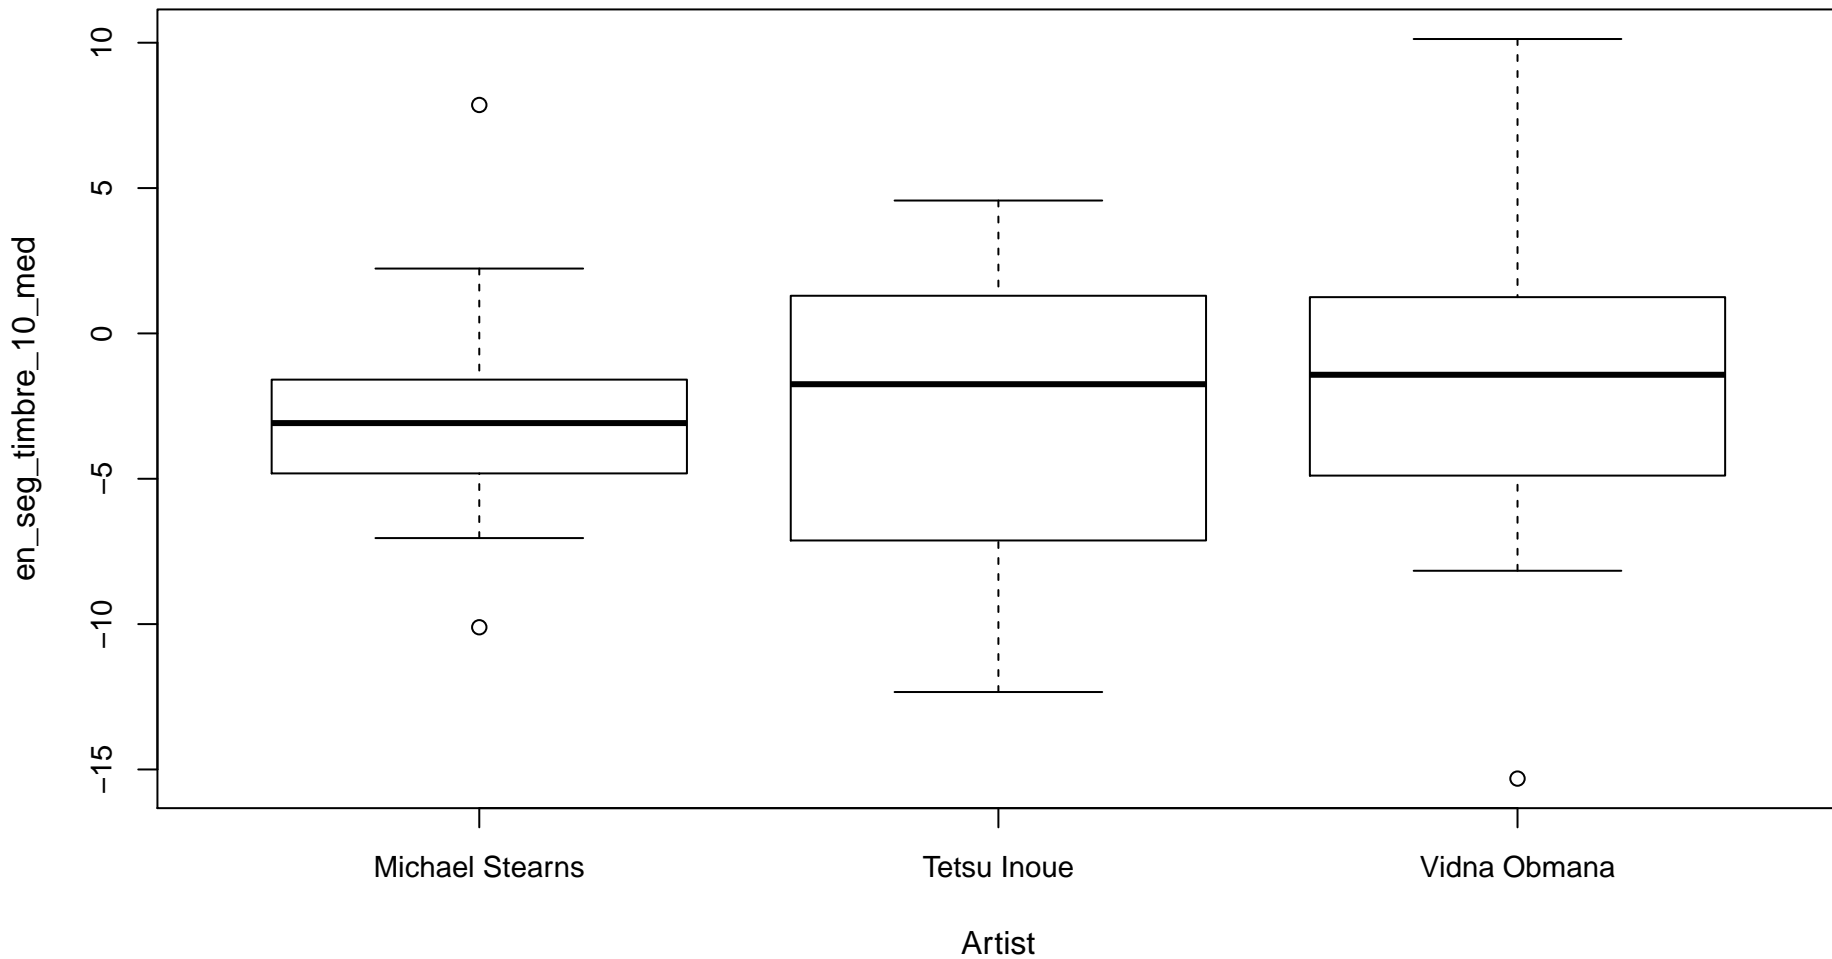 en_seg_timbre_10_med
10
5
0
−5
−10
−15
Michael Stearns
Tetsu Inoue
Vidna Obmana
Artist